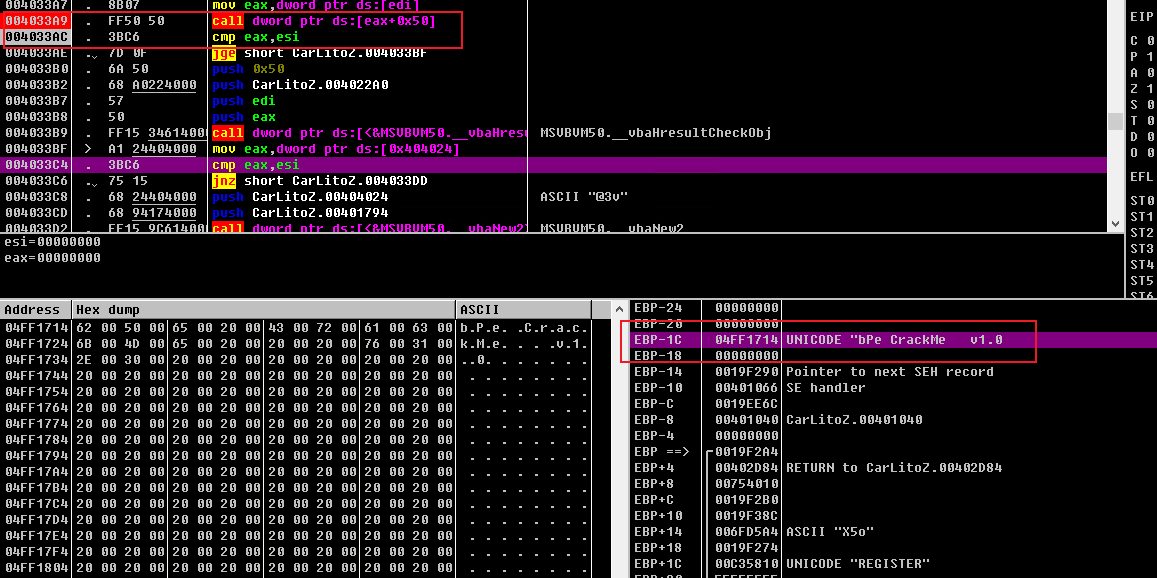 004033A7 . 8B07 mov eax,dword ptr ds:[edi]
004033A9 . FF50 50 call dword ptr ds:[eax+0x50]
004033AC . 3BC6 cmp eax,esi
004033AE .⌵ 7D 0F jge short CarLitoZ.004033BF
004033B0 . 6A 50 push 0x50
004033B2 . 68 A0224000 push CarLitoZ.004022A0
004033B7 . 57 push edi
004033B8 . 50 push eax
004033B9 . FF15 3461400 call dword ptr ds:[<&MSVBVM50.__vbaHresu MSVBVM50.__vbaHresultCheckObj
004033BF > A1 24404000 mov eax,dword ptr ds:[0x404024]
004033C4 . 3BC6 cmp eax,esi
004033C6 .⌵ 75 15 jnz short CarLitoZ.004033DD
004033C8 . 68 24404000 push CarLitoZ.00404024 ASCII "@3v"
004033CD . 68 94174000 push CarLitoZ.00401794
004033D2 . FF15 9C61400 call dword ptr ds:[<&MSVBVM50.__vbaNew2> MSVBVM50.__vbaNew2
esi=00000000
eax=00000000
EIP
C 0
P 1
A 0
Z 1
S 0
T 0
D 0
O 0
EFL
ST0
ST1
ST2
ST3
ST4
ST5
ST6
Address Hex dump ASCII
04FF1714 62 00 50 00 65 00 20 00 43 00 72 00 61 00 63 00 b.P.e. .C.r.a.c.
04FF1724 6B 00 4D 00 65 00 20 00 20 00 20 00 76 00 31 00 k.M.e. . . .v.1.
04FF1734 2E 00 30 00 20 00 20 00 20 00 20 00 20 00 20 00 ..0. . . . . . .
04FF1744 20 00 20 00 20 00 20 00 20 00 20 00 20 00 20 00 . . . . . . . .
04FF1754 20 00 20 00 20 00 20 00 20 00 20 00 20 00 20 00 . . . . . . . .
04FF1764 20 00 20 00 20 00 20 00 20 00 20 00 20 00 20 00 . . . . . . . .
04FF1774 20 00 20 00 20 00 20 00 20 00 20 00 20 00 20 00 . . . . . . . .
04FF1784 20 00 20 00 20 00 20 00 20 00 20 00 20 00 20 00 . . . . . . . .
04FF1794 20 00 20 00 20 00 20 00 20 00 20 00 20 00 20 00 . . . . . . . .
04FF17A4 20 00 20 00 20 00 20 00 20 00 20 00 20 00 20 00 . . . . . . . .
04FF17B4 20 00 20 00 20 00 20 00 20 00 20 00 20 00 20 00 . . . . . . . .
04FF17C4 20 00 20 00 20 00 20 00 20 00 20 00 20 00 20 00 . . . . . . . .
04FF17D4 20 00 20 00 20 00 20 00 20 00 20 00 20 00 20 00 . . . . . . . .
04FF17E4 20 00 20 00 20 00 20 00 20 00 20 00 20 00 20 00 . . . . . . . .
04FF17F4 20 00 20 00 20 00 20 00 20 00 20 00 20 00 20 00 . . . . . . . .
04FF1804 20 00 20 00 20 00 20 00 20 00 20 00 20 00 20 00 . . . . . . . .
EBP-24 00000000
EBP-20 00000000
EBP-1C 04FF1714 UNICODE "bPe CrackMe   v1.0
EBP-18 00000000
EBP-14 0019F290 Pointer to next SEH record
EBP-10 00401066 SE handler
EBP-C 0019EE6C
EBP-8 00401040 CarLitoZ.00401040
EBP-4 00000000
EBP ==> 0019F2A4
EBP+4 00402D84 RETURN to CarLitoZ.00402D84
EBP+8 00754010
EBP+C 0019F2B0
EBP+10 0019F38C
EBP+14 006FD5A4 ASCII "X5o"
EBP+18 0019F274
EBP+1C 00C35810 UNICODE "REGISTER"